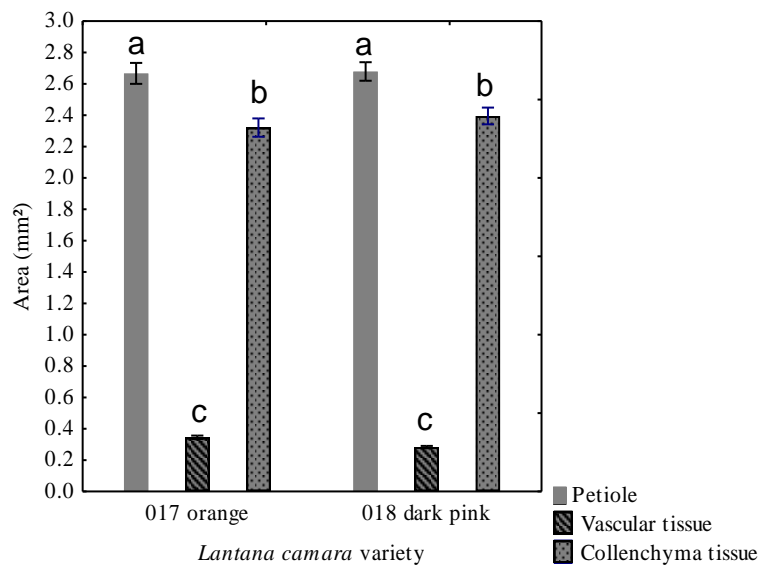 3.0
2.8
2.6
2.4
2.2
2.0
1.8
1.6
1.4
1.2
1.0
0.8
0.6
0.4
0.2
0.0
Area (mm²)
a
b
c
a
b
c
017 orange
018 dark pink
Lantana camara variety
Petiole
Vascular tissue
Collenchyma tissue